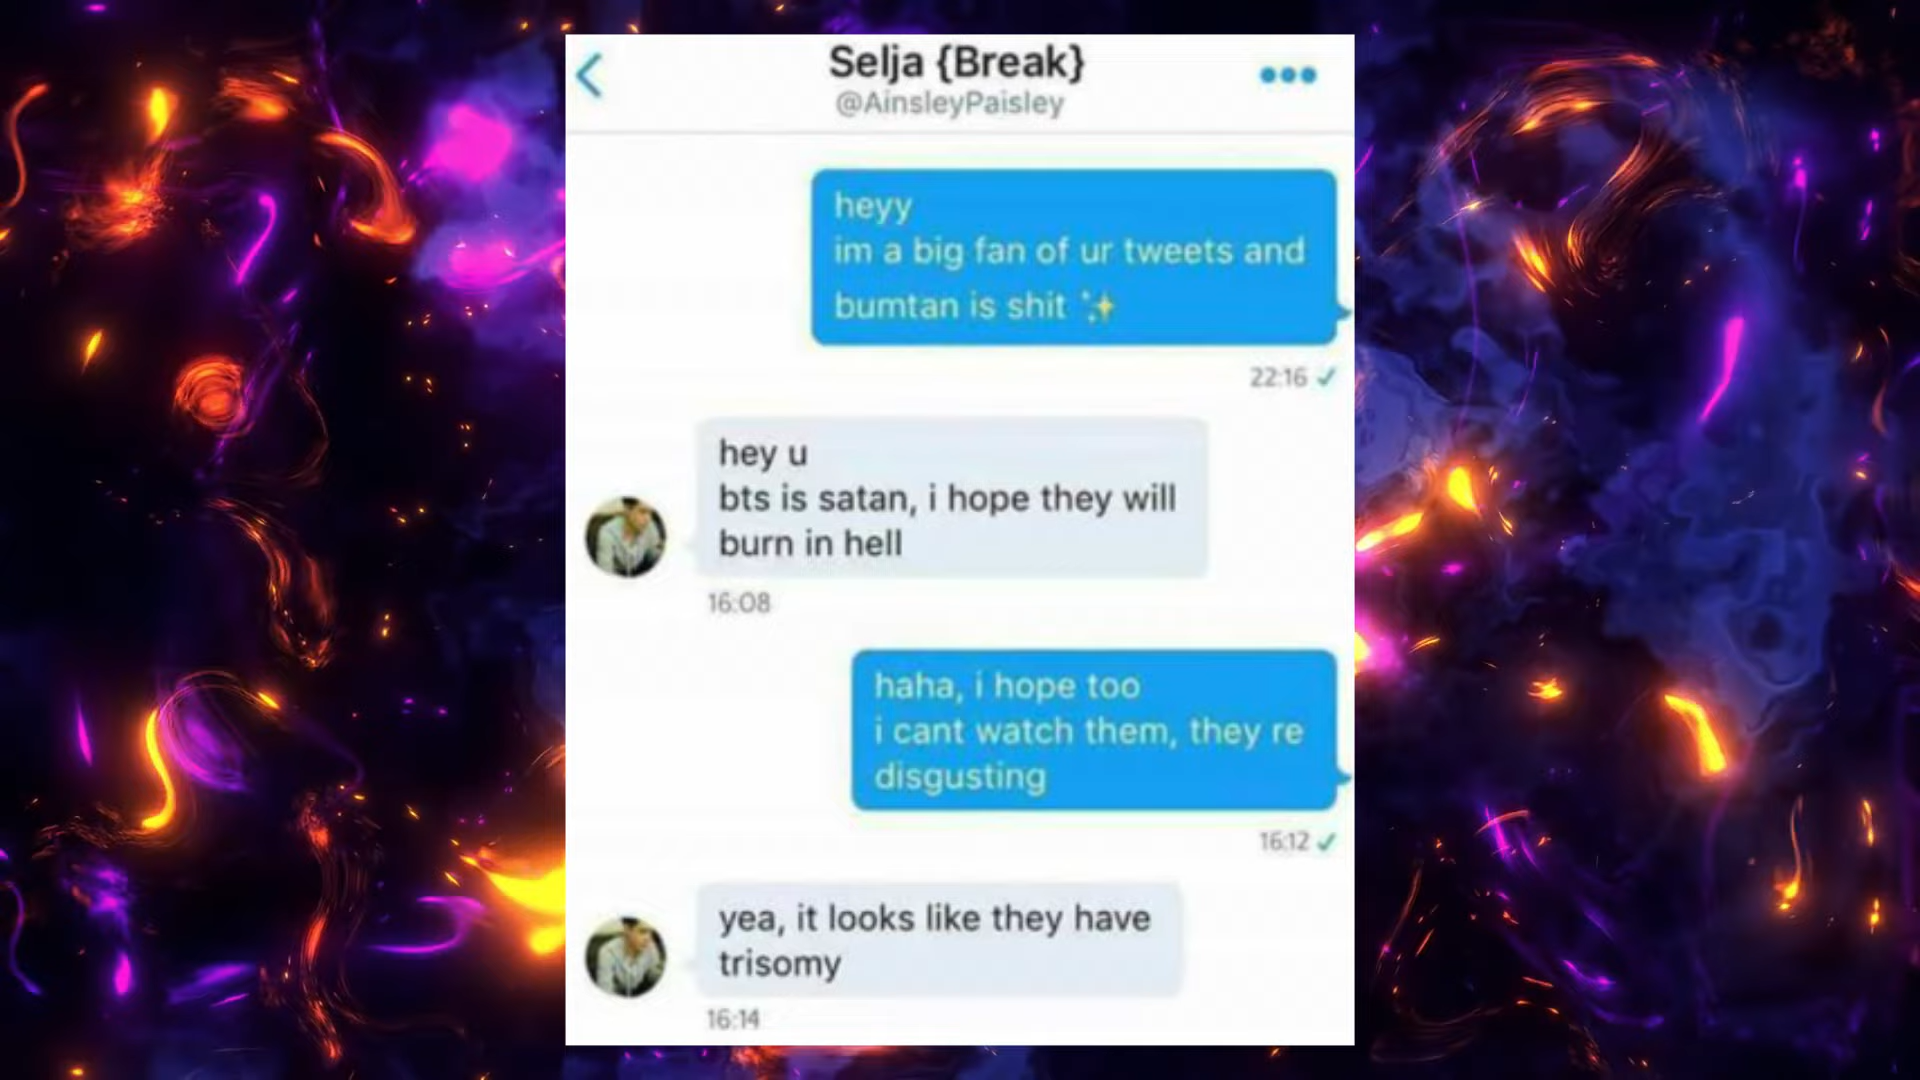 Selja {Break}
@AinsleyPaisley
heyy
im a big fan of ur tweets and
bumtan is shit ✨
22:16 ✓
hey u
bts is satan, i hope they will
burn in hell
16:08
haha, i hope too
i cant watch them, they re
disgusting
16:12 ✓
yea, it looks like they have
trisomy
16:14